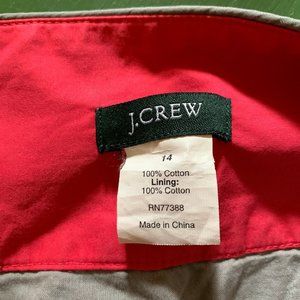 J.CREW
14
100% Cotton
Lining:
100% Cotton
RN77388
Made in China